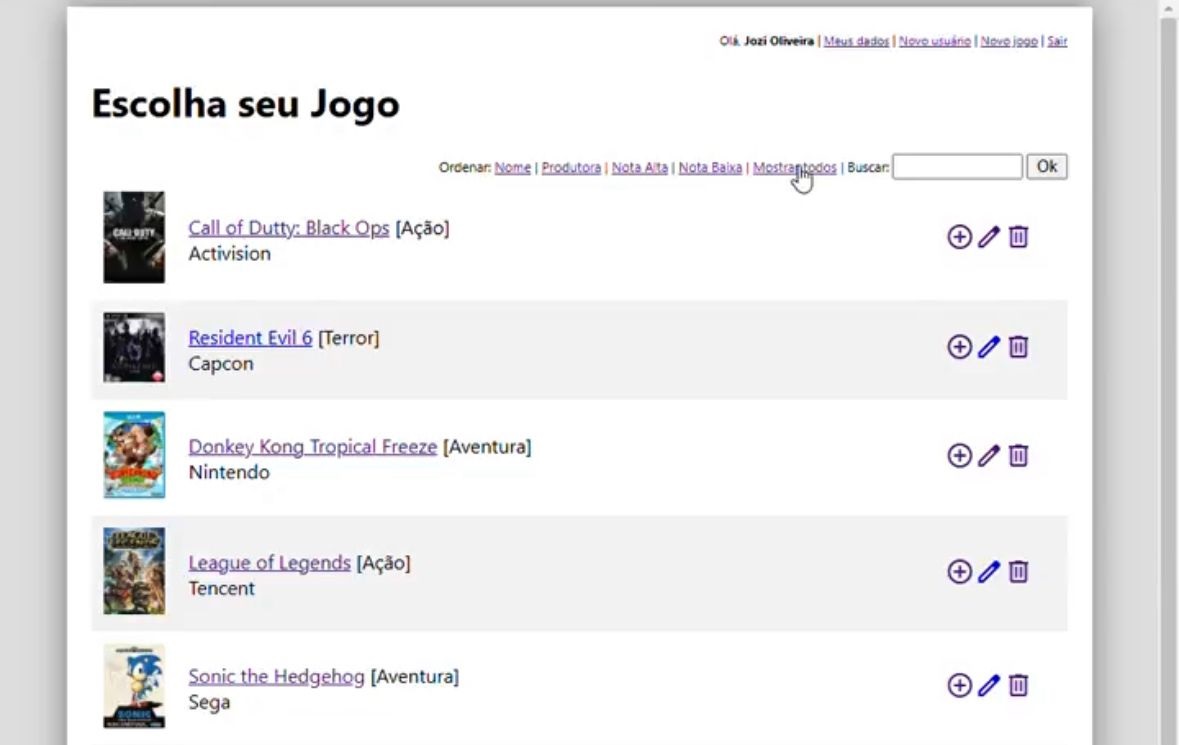 Olá, Jozi Oliveira | Meus dados | Novo usuário | Novo jogo | Sair
Escolha seu Jogo
Ordenar: Nome | Produtora | Nota Alta | Nota Baixa | Mostrar todos | Buscar: Ok
CALL OF DUTY
Call of Dutty: Black Ops [Ação]
Activision
Resident Evil 6 [Terror]
Capcon
Donkey Kong Tropical Freeze [Aventura]
Nintendo
League of Legends [Ação]
Tencent
Sonic the Hedgehog [Aventura]
Sega
SONIC